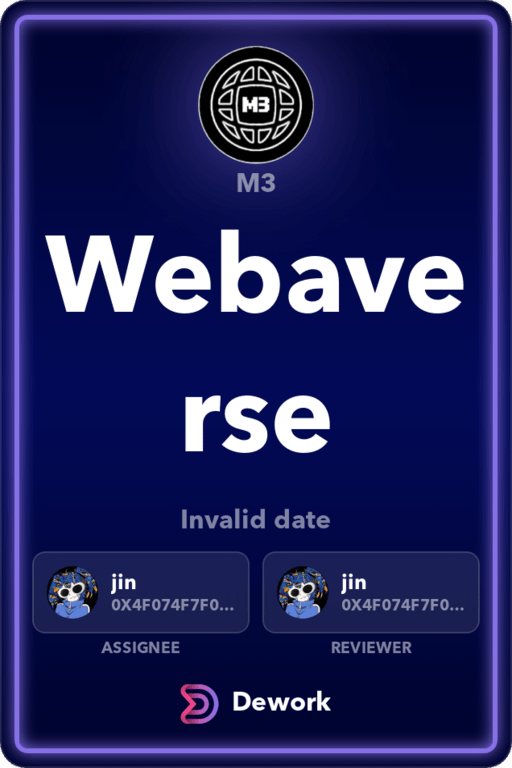 M3
M3
Webave
rse
Invalid date
jin
0X4F074F7F0...
ASSIGNEE
jin
0X4F074F7F0...
REVIEWER
Dework